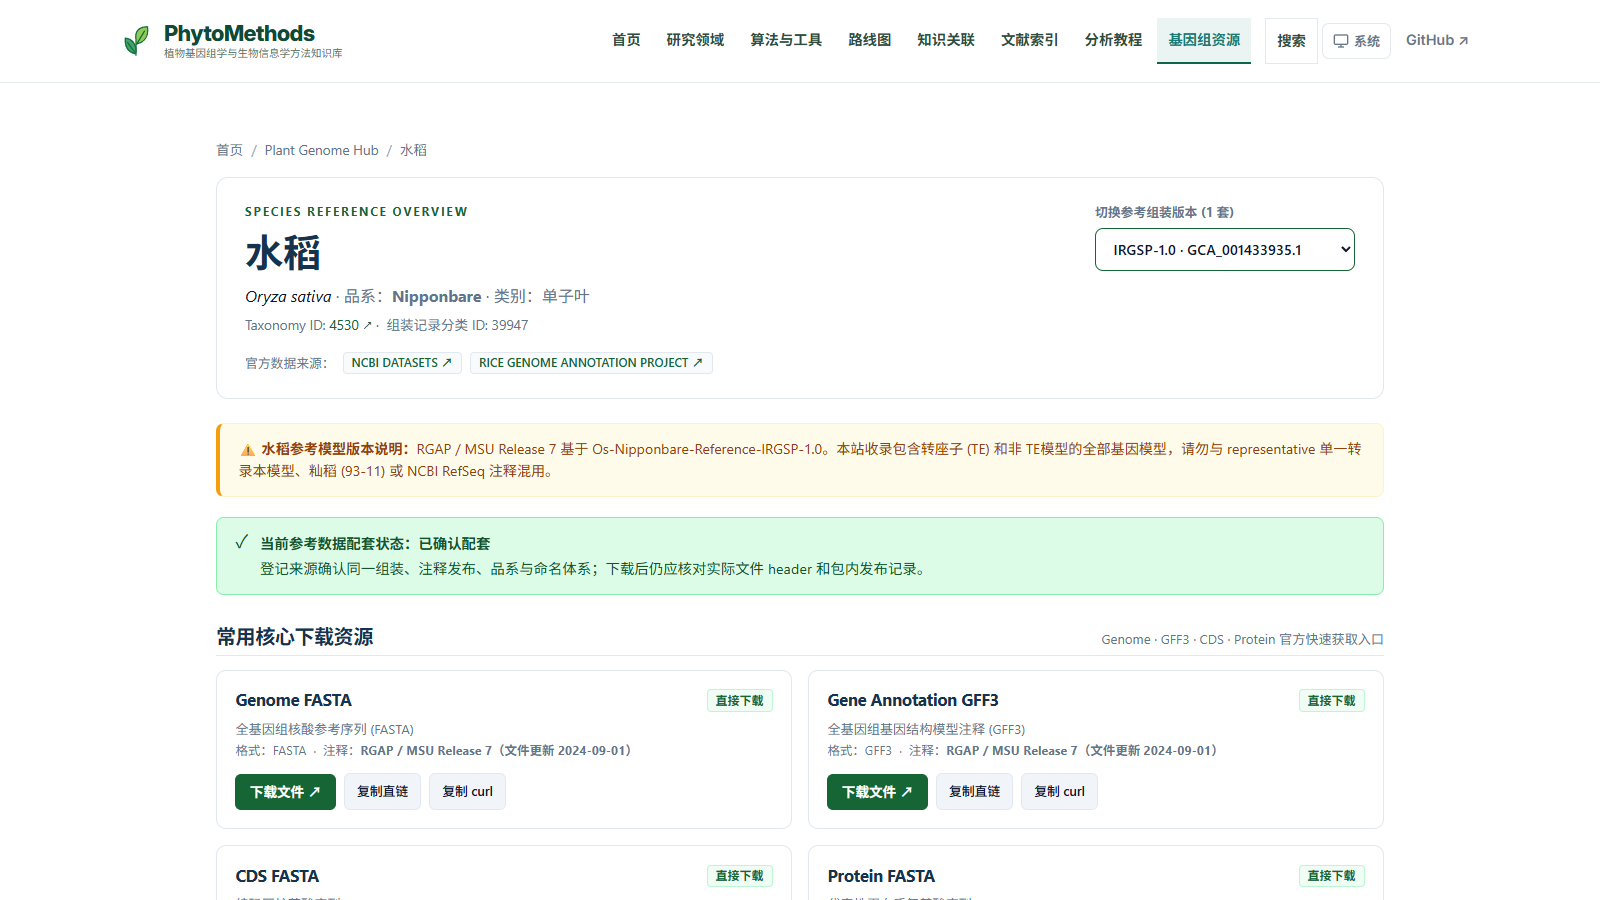 PhytoMethods
植物基因组学与生物信息学方法知识库
首页 研究领域 算法与工具 路线图 知识关联 文献索引 分析教程 基因组资源 搜索 系统 GitHub ↗
首页 / Plant Genome Hub / 水稻
SPECIES REFERENCE OVERVIEW
水稻
Oryza sativa · 品系：Nipponbare · 类别：单子叶
Taxonomy ID: 4530 ↗ · 组装记录分类 ID: 39947
官方数据来源： NCBI DATASETS ↗ RICE GENOME ANNOTATION PROJECT ↗
切换参考组装版本 (1 套)
IRGSP-1.0 · GCA_001433935.1
⚠️ 水稻参考模型版本说明：RGAP / MSU Release 7 基于 Os-Nipponbare-Reference-IRGSP-1.0。本站收录包含转座子 (TE) 和非 TE模型的全部基因模型，请勿与 representative 单一转
录本模型、籼稻 (93-11) 或 NCBI RefSeq 注释混用。
✓ 当前参考数据配套状态：已确认配套
登记来源确认同一组装、注释发布、品系与命名体系；下载后仍应核对实际文件 header 和包内发布记录。
常用核心下载资源
Genome · GFF3 · CDS · Protein 官方快速获取入口
Genome FASTA 直接下载
全基因组核酸参考序列 (FASTA)
格式：FASTA · 注释：RGAP / MSU Release 7（文件更新 2024-09-01）
下载文件 ↗ 复制直链 复制 curl
Gene Annotation GFF3 直接下载
全基因组基因结构模型注释 (GFF3)
格式：GFF3 · 注释：RGAP / MSU Release 7（文件更新 2024-09-01）
下载文件 ↗ 复制直链 复制 curl
CDS FASTA 直接下载
Protein FASTA 直接下载